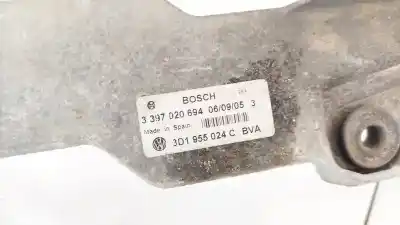 BOSCH
3 397 020 694 06/09/05 3
Made in Spain
3D1 955 024 C BVA